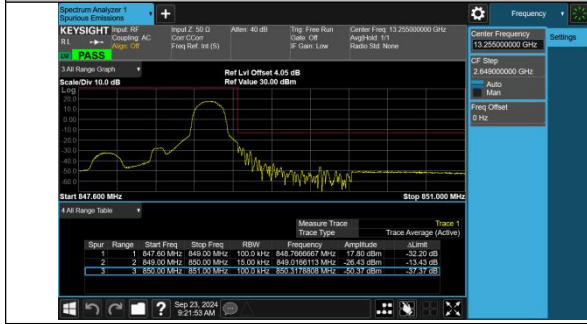 Spectrum Analyzer 1
Spurious Emissions
Frequency
Settings
KEYSIGHT
Input: RF
Coupling: AC
Align: Off
Input Z: 50 Ω
Corr CCorr
Freq Ref: Int (S)
Atten: 40 dB
Trig: Free Run
Gate: Off
IF Gain: Low
Center Freq: 13.255000000 GHz
Avg|Hold: 1/1
Radio Std: None
RL
PASS
Center Frequency
13.255000000 GHz
CF Step
2.649000000 GHz
Auto
Man
Freq Offset
0 Hz
3 All Range Graph
Scale/Div 10.0 dB
Ref Lvl Offset 4.05 dB
Ref Value 30.00 dBm
Log
20.0
10.0
0.00
-10.0
-20.0
-30.0
-40.0
-50.0
-60.0
Start 847.600 MHz
Stop 851.000 MHz
4 All Range Table
Measure Trace Trace 1
Trace Type Trace Average (Active)
Spur Range Start Freq Stop Freq RBW Frequency Amplitude ΔLimit
1 1 847.60 MHz 849.00 MHz 100.0 kHz 848.7066667 MHz 17.80 dBm -32.20 dB
2 2 849.00 MHz 850.00 MHz 15.00 kHz 849.0166113 MHz -26.43 dBm -13.43 dB
3 3 850.00 MHz 851.00 MHz 100.0 kHz 850.3176808 MHz -50.37 dBm -37.37 dB
Sep 23, 2024
9:21:53 AM